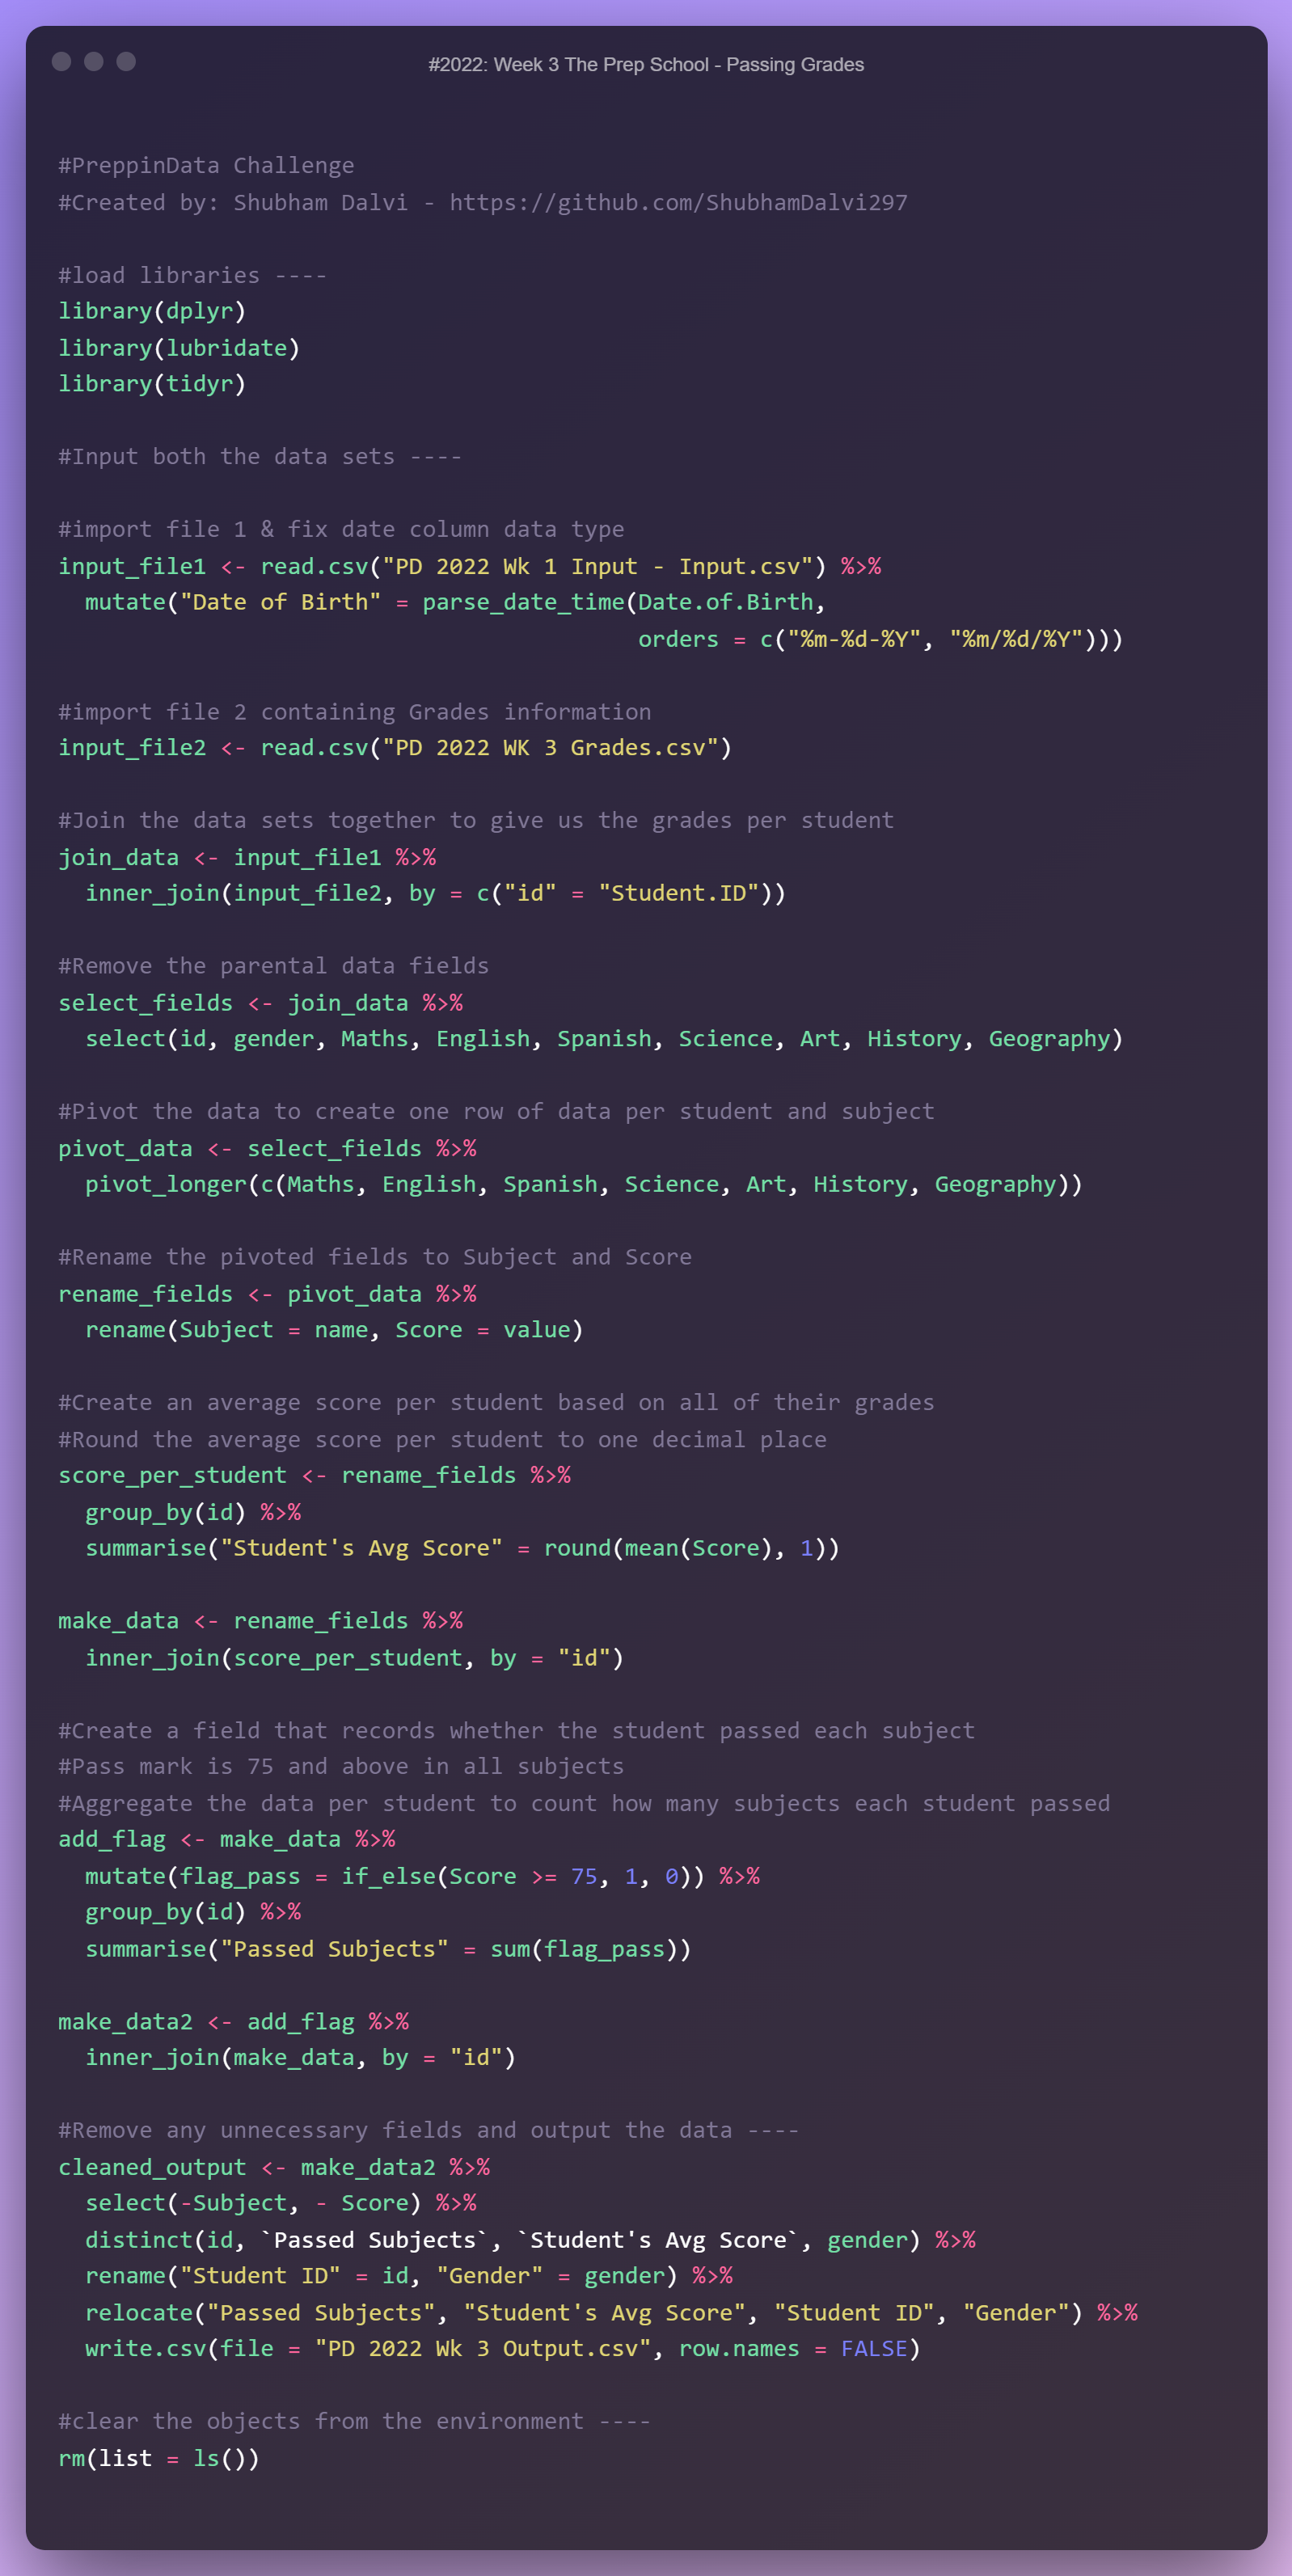 #2022: Week 3 The Prep School - Passing Grades
#PreppinData Challenge
#Created by: Shubham Dalvi - https://github.com/ShubhamDalvi297
#load libraries ----
library(dplyr)
library(lubridate)
library(tidyr)
#Input both the data sets ----
#import file 1 & fix date column data type
input_file1 <- read.csv("PD 2022 Wk 1 Input - Input.csv") %>%
  mutate("Date of Birth" = parse_date_time(Date.of.Birth,
                                           orders = c("%m-%d-%Y", "%m/%d/%Y")))
#import file 2 containing Grades information
input_file2 <- read.csv("PD 2022 WK 3 Grades.csv")
#Join the data sets together to give us the grades per student
join_data <- input_file1 %>%
  inner_join(input_file2, by = c("id" = "Student.ID"))
#Remove the parental data fields
select_fields <- join_data %>%
  select(id, gender, Maths, English, Spanish, Science, Art, History, Geography)
#Pivot the data to create one row of data per student and subject
pivot_data <- select_fields %>%
  pivot_longer(c(Maths, English, Spanish, Science, Art, History, Geography))
#Rename the pivoted fields to Subject and Score
rename_fields <- pivot_data %>%
  rename(Subject = name, Score = value)
#Create an average score per student based on all of their grades
#Round the average score per student to one decimal place
score_per_student <- rename_fields %>%
  group_by(id) %>%
  summarise("Student's Avg Score" = round(mean(Score), 1))
make_data <- rename_fields %>%
  inner_join(score_per_student, by = "id")
#Create a field that records whether the student passed each subject
#Pass mark is 75 and above in all subjects
#Aggregate the data per student to count how many subjects each student passed
add_flag <- make_data %>%
  mutate(flag_pass = if_else(Score >= 75, 1, 0)) %>%
  group_by(id) %>%
  summarise("Passed Subjects" = sum(flag_pass))
make_data2 <- add_flag %>%
  inner_join(make_data, by = "id")
#Remove any unnecessary fields and output the data ----
cleaned_output <- make_data2 %>%
  select(-Subject, - Score) %>%
  distinct(id, `Passed Subjects`, `Student's Avg Score`, gender) %>%
  rename("Student ID" = id, "Gender" = gender) %>%
  relocate("Passed Subjects", "Student's Avg Score", "Student ID", "Gender") %>%
  write.csv(file = "PD 2022 Wk 3 Output.csv", row.names = FALSE)
#clear the objects from the environment ----
rm(list = ls())